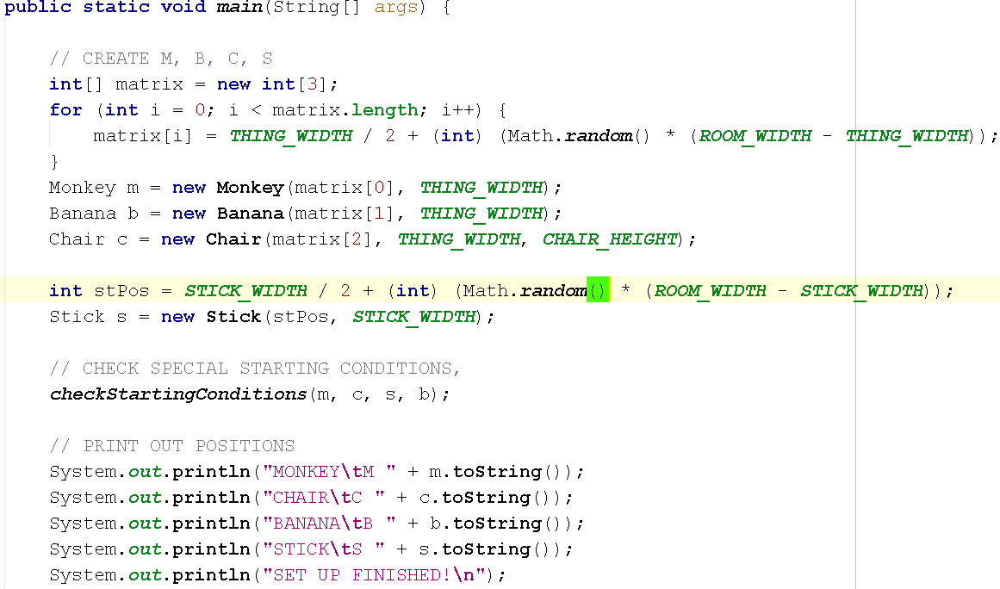 public static void main(String[] args) {
// CREATE M, B, C, S
int[] matrix = new int[3];
for (int i = 0; i < matrix.length; i++) {
matrix[i] = THING_WIDTH / 2 + (int) (Math.random() * (ROOM_WIDTH - THING_WIDTH));
}
Monkey m = new Monkey(matrix[0], THING_WIDTH);
Banana b = new Banana(matrix[1], THING_WIDTH);
Chair c = new Chair(matrix[2], THING_WIDTH, CHAIR_HEIGHT);
int stPos = STICK_WIDTH / 2 + (int) (Math.random() * (ROOM_WIDTH - STICK_WIDTH));
Stick s = new Stick(stPos, STICK_WIDTH);
// CHECK SPECIAL STARTING CONDITIONS,
checkStartingConditions(m, c, s, b);
// PRINT OUT POSITIONS
System.out.println("MONKEY\tM " + m.toString());
System.out.println("CHAIR\tC " + c.toString());
System.out.println("BANANA\tB " + b.toString());
System.out.println("STICK\tS " + s.toString());
System.out.println("SET UP FINISHED!\n");